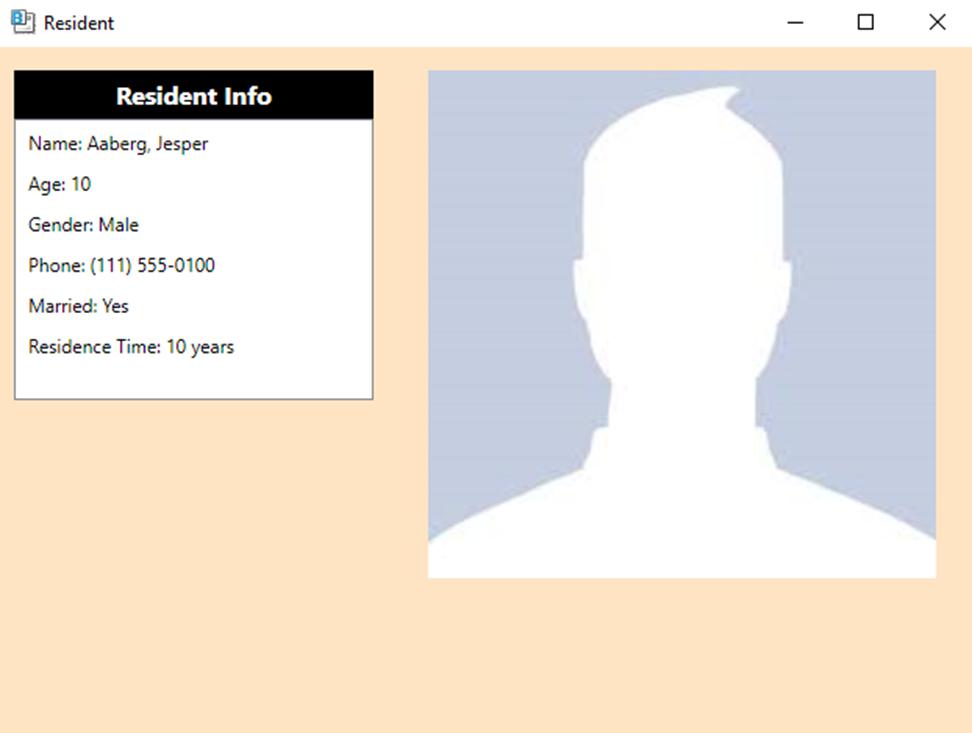 Resident
Resident Info
Name: Aaberg, Jesper
Age: 10
Gender: Male
Phone: (111) 555-0100
Married: Yes
Residence Time: 10 years